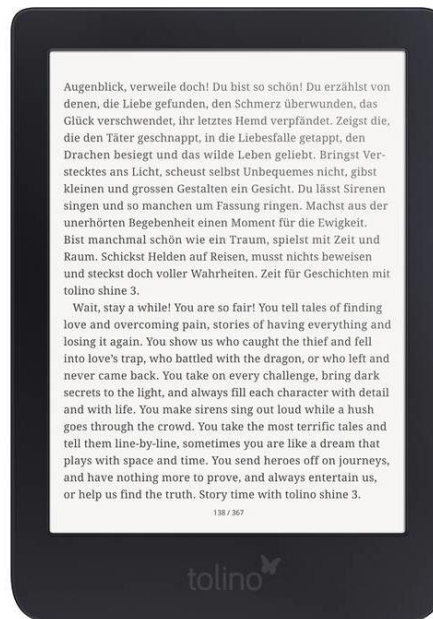 Augenblick, verweile doch! Du bist so schön! Du erzählst von
denen, die Liebe gefunden, den Schmerz überwunden, das
Glück verschwendet, ihr letztes Hemd verpfändet. Zeigst die,
die den Täter geschnappt, in die Liebesfalle getappt, den
Drachen besiegt und das wilde Leben geliebt. Bringst Ver-
stecktes ans Licht, scheust selbst Unbequemes nicht, gibst
kleinen und grossen Gestalten ein Gesicht. Du lässt Sirenen
singen und so manchen um Fassung ringen. Machst aus der
unerhörten Begebenheit einen Moment für die Ewigkeit.
Bist manchmal schön wie ein Traum, spielst mit Zeit und
Raum. Schickst Helden auf Reisen, musst nichts beweisen
und steckst doch voller Wahrheiten. Zeit für Geschichten mit
tolino shine 3.
Wait, stay a while! You are so fair! You tell tales of finding
love and overcoming pain, stories of having everything and
losing it again. You show us who caught the thief and fell
into love's trap, who battled with the dragon, or who left and
never came back. You take on every challenge, bring dark
secrets to the light, and always fill each character with detail
and with life. You make sirens sing out loud while a hush
goes through the crowd. You take the most terrific tales and
tell them line-by-line, sometimes you are like a dream that
plays with space and time. You send heroes off on journeys,
and have nothing more to prove, and always entertain us,
or help us find the truth. Story time with tolino shine 3.
138 / 367
tolino